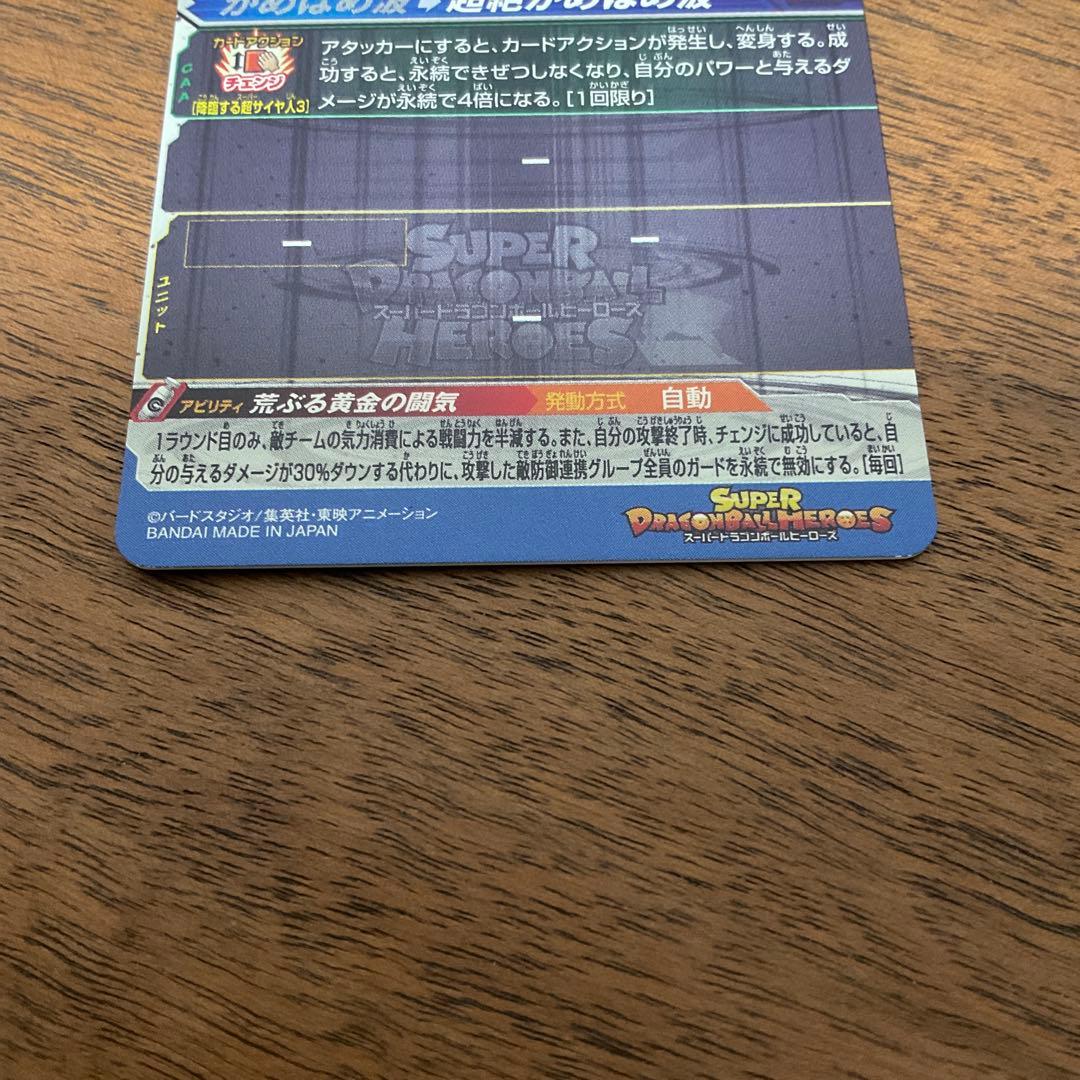 かめはめ波➡超絶かめはめ波
カードアクション
チェンジ
[降臨する超サイヤ人3]
CAA
アタッカーにすると、カードアクションが発生し、変身する。成
功すると、永続できぜつしなくなり、自分のパワーと与えるダ
メージが永続で4倍になる。[1回限り]
ー
ユニット
ー
ー
ー
SUPER
DRAGONBALL
スーパードラゴンボールヒーローズ
HEROES
アビリティ 荒ぶる黄金の闘気 発動方式 自動
1ラウンド目のみ、敵チームの気力消費による戦闘力を半減する。また、自分の攻撃終了時、チェンジに成功していると、自
分の与えるダメージが30%ダウンする代わりに、攻撃した敵防御連携グループ全員のガードを永続で無効にする。[毎回]
©バードスタジオ/集英社・東映アニメーション
BANDAI MADE IN JAPAN
SUPER
DRAGONBALL HEROES
スーパードラゴンボールヒーローズ